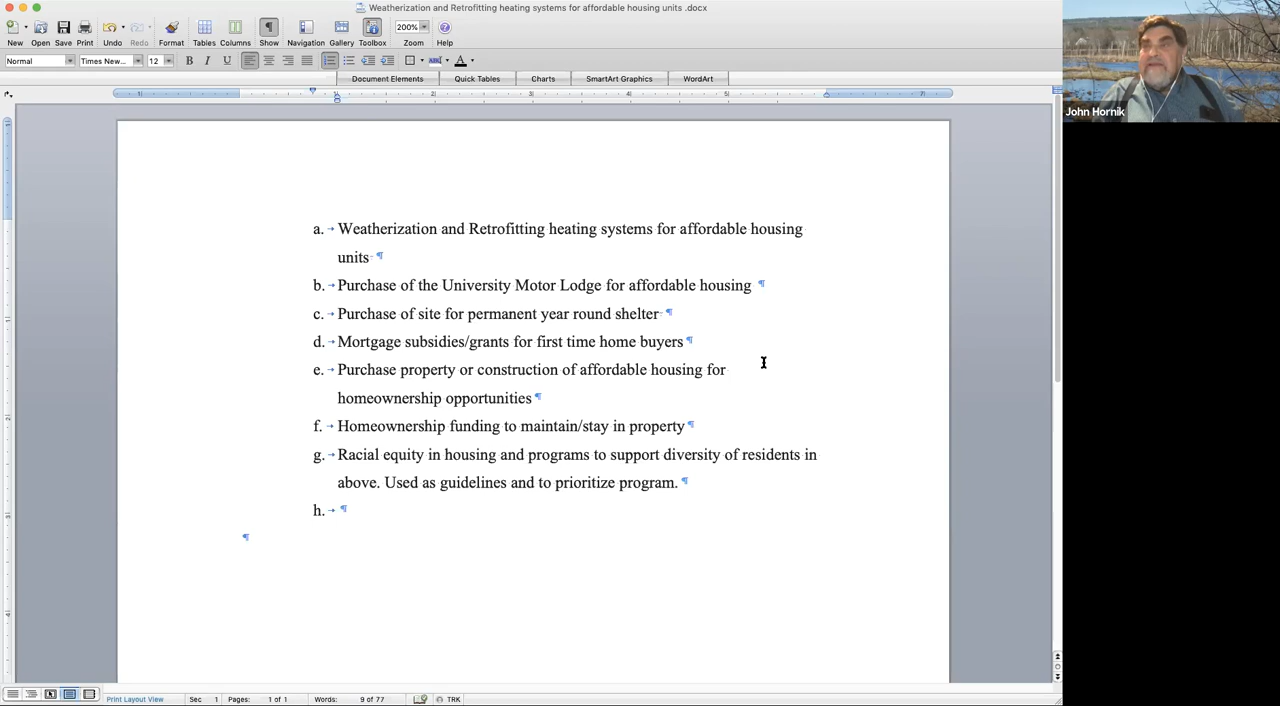 Weatherization and Retrofitting heating systems for affordable housing units .docx
New Open Save Print Undo Redo Format Tables Columns Show Navigation Gallery Toolbox Zoom Help
200%
Normal Times New... 12 B I U
Document Elements Quick Tables Charts SmartArt Graphics WordArt
John Hornik
a. Weatherization and Retrofitting heating systems for affordable housing
units
b. Purchase of the University Motor Lodge for affordable housing
c. Purchase of site for permanent year round shelter
d. Mortgage subsidies/grants for first time home buyers
e. Purchase property or construction of affordable housing for
homeownership opportunities
f. Homeownership funding to maintain/stay in property
g. Racial equity in housing and programs to support diversity of residents in
above. Used as guidelines and to prioritize program.
h.
Print Layout View Sec 1 Pages: 1 of 1 Words: 9 of 77 TRK